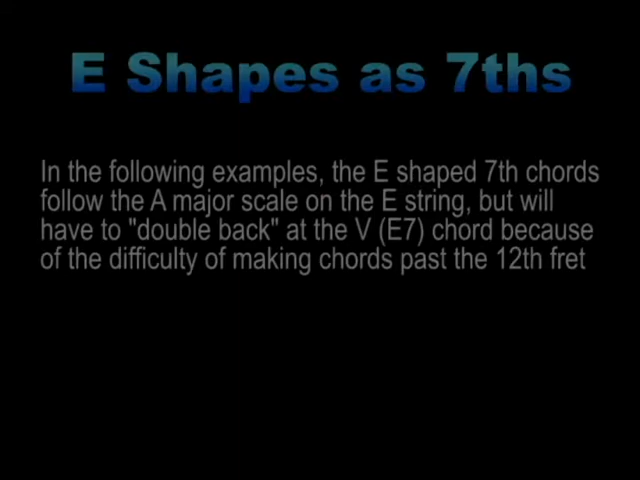 E Shapes as 7ths
In the following examples, the E shaped 7th chords
follow the A major scale on the E string, but will
have to "double back" at the V (E7) chord because
of the difficulty of making chords past the 12th fret